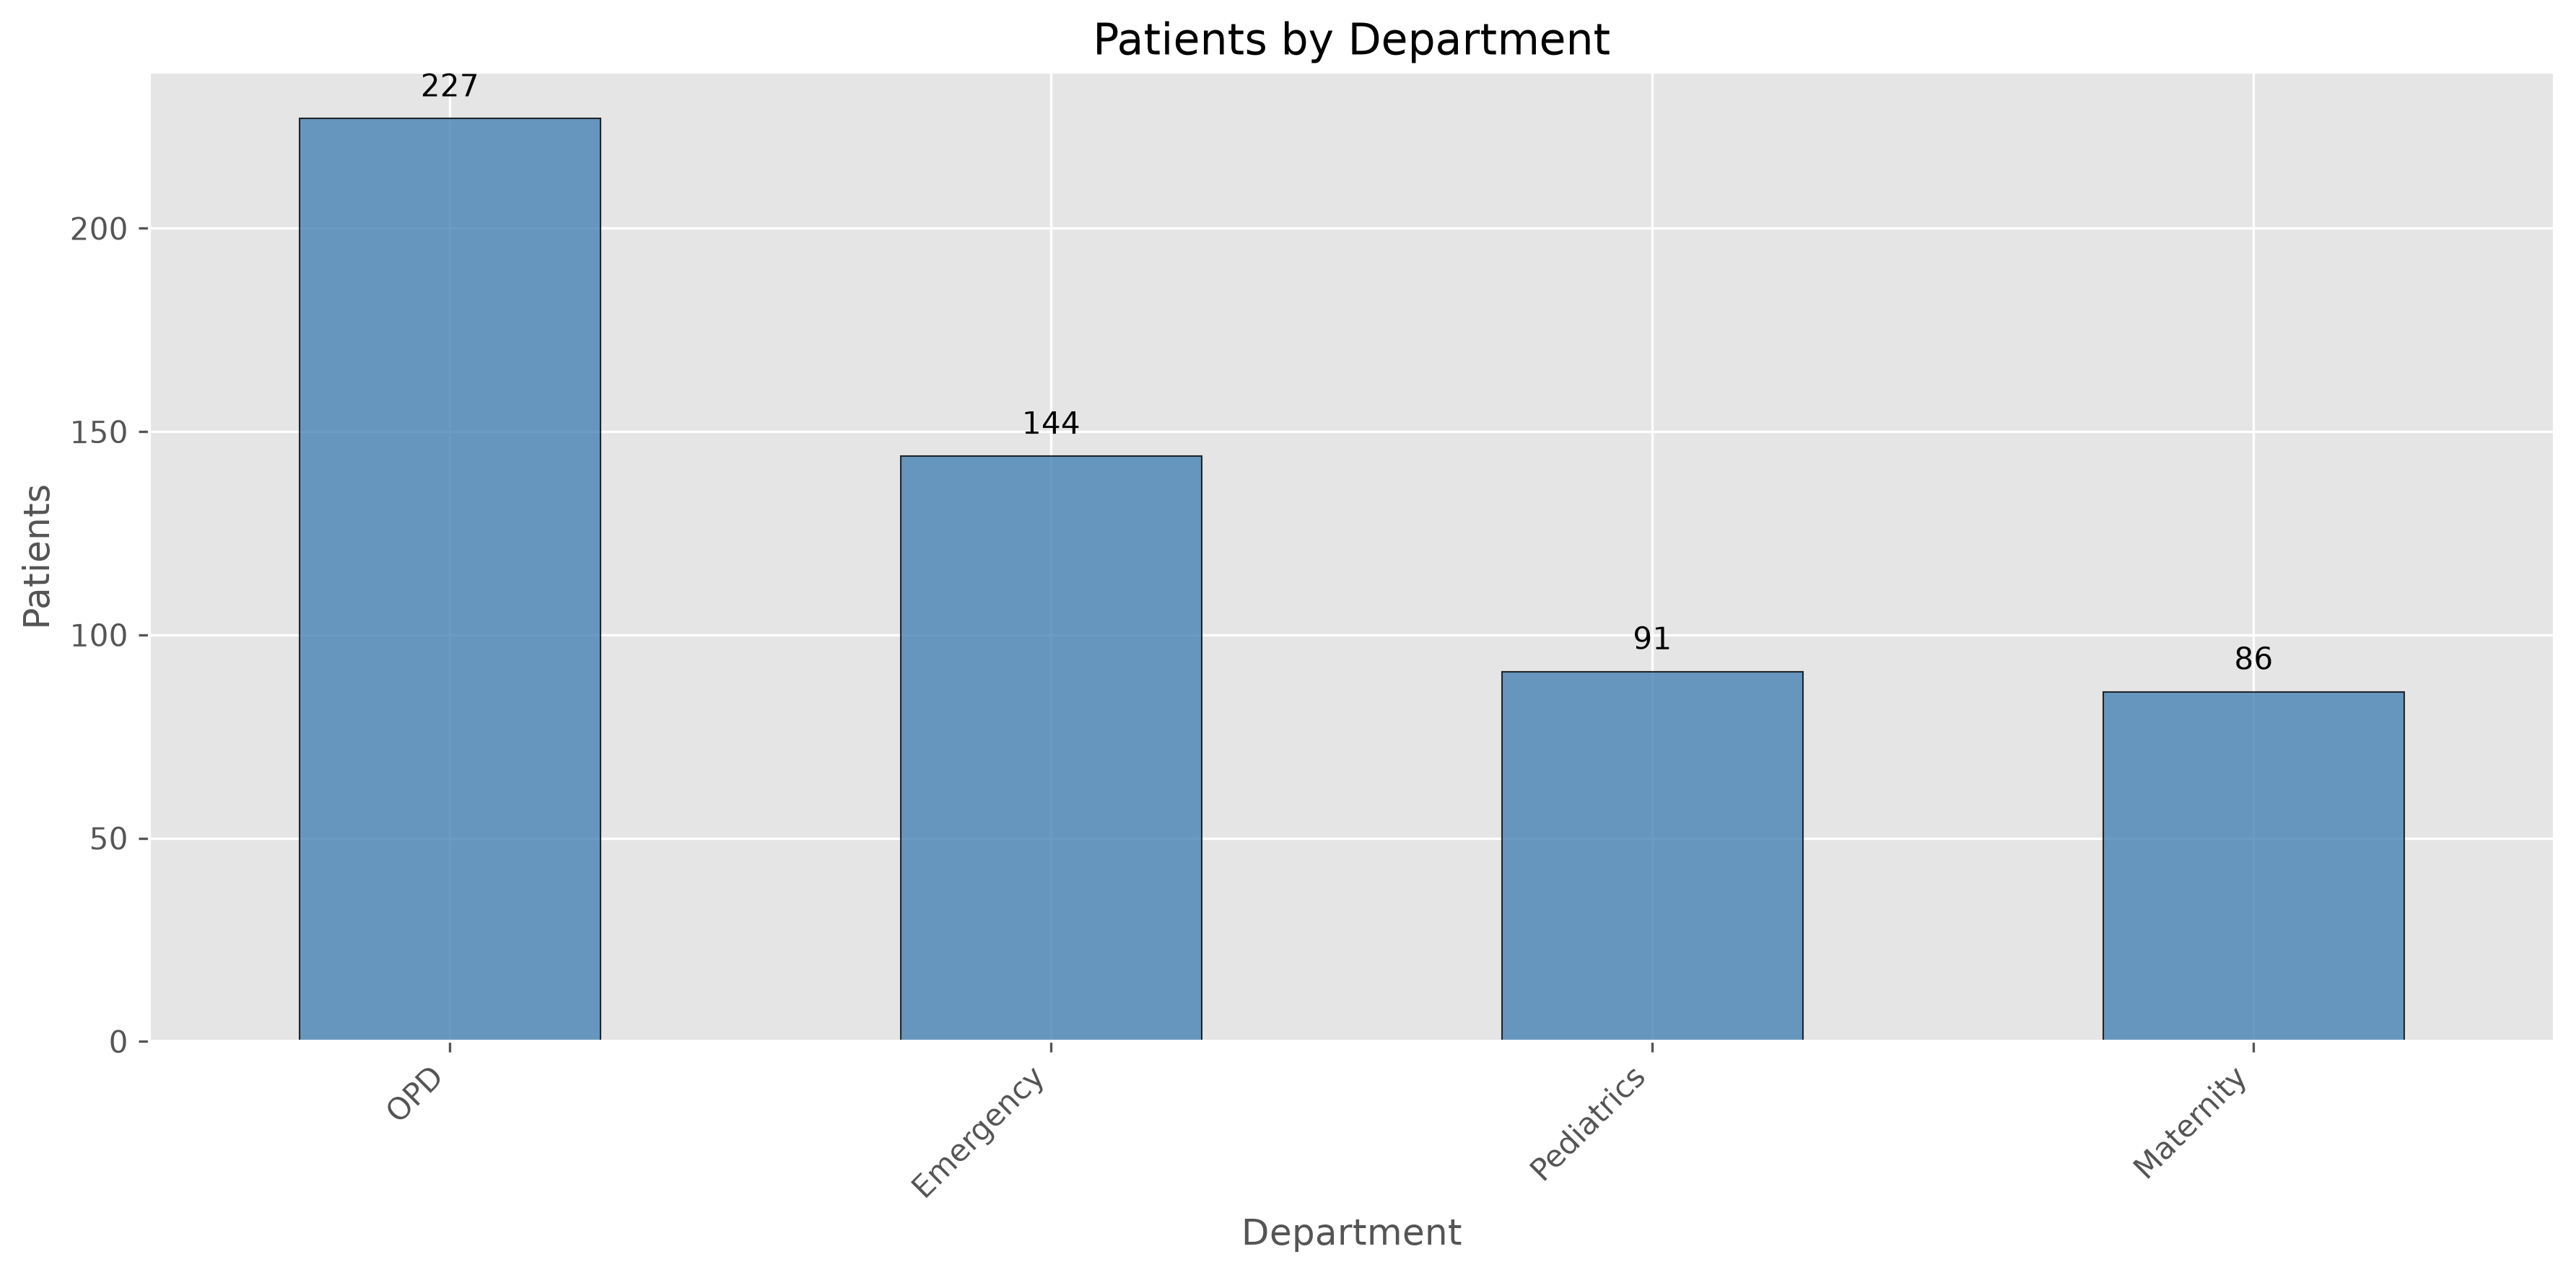 Patients by Department
227
200
144
150
Patients
91
100
86
50
0
OPD
Emergency
Pediatrics
Maternity
Department